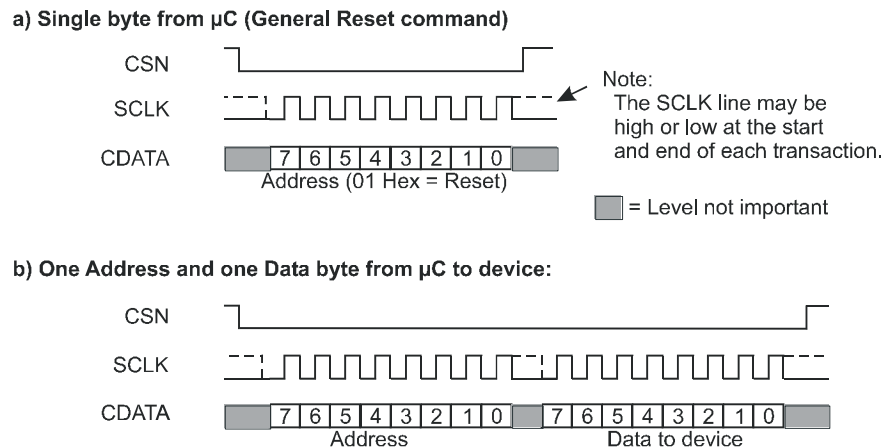 a) Single byte from µC (General Reset command)
CSN
SCLK
Note:
The SCLK line may be
high or low at the start
and end of each transaction.
CDATA
7 6 5 4 3 2 1 0
Address (01 Hex = Reset)
= Level not important
b) One Address and one Data byte from µC to device:
CSN
SCLK
CDATA
7 6 5 4 3 2 1 0 7 6 5 4 3 2 1 0
Address Data to device